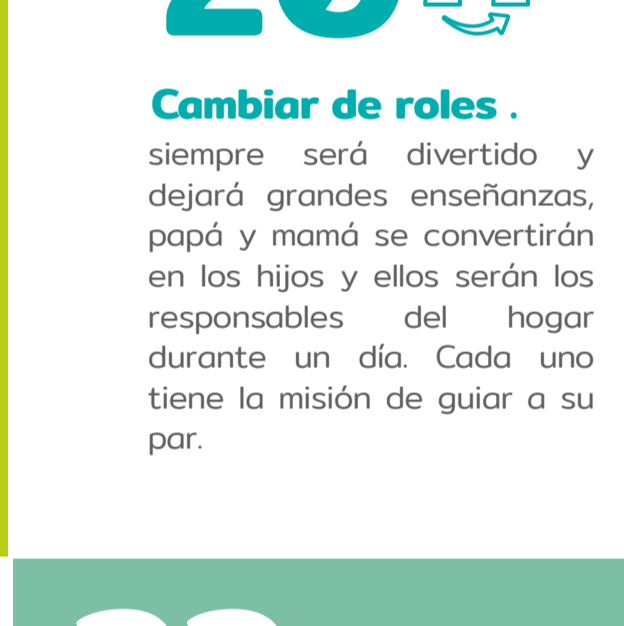 Cambiar de roles .
siempre será divertido y
dejará grandes enseñanzas,
papá y mamá se convertirán
en los hijos y ellos serán los
responsables del hogar
durante un día. Cada uno
tiene la misión de guiar a su
par.